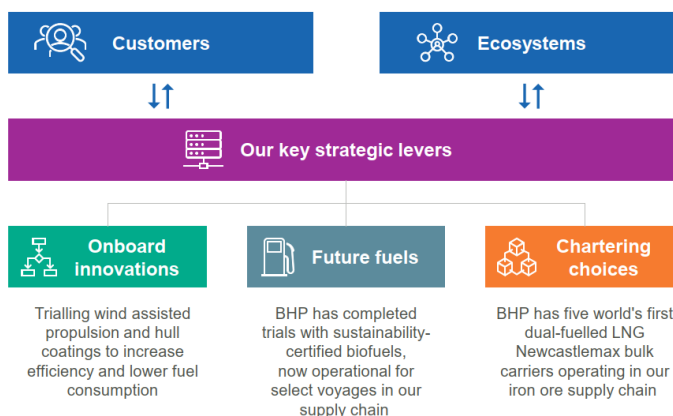 Customers
Ecosystems
Our key strategic levers
Onboard
innovations
Future fuels
Chartering
choices
Trialling wind assisted
propulsion and hull
coatings to increase
efficiency and lower fuel
consumption
BHP has completed
trials with sustainability-
certified biofuels,
now operational for
select voyages in our
supply chain
BHP has five world's first
dual-fuelled LNG
Newcastlemax bulk
carriers operating in our
iron ore supply chain